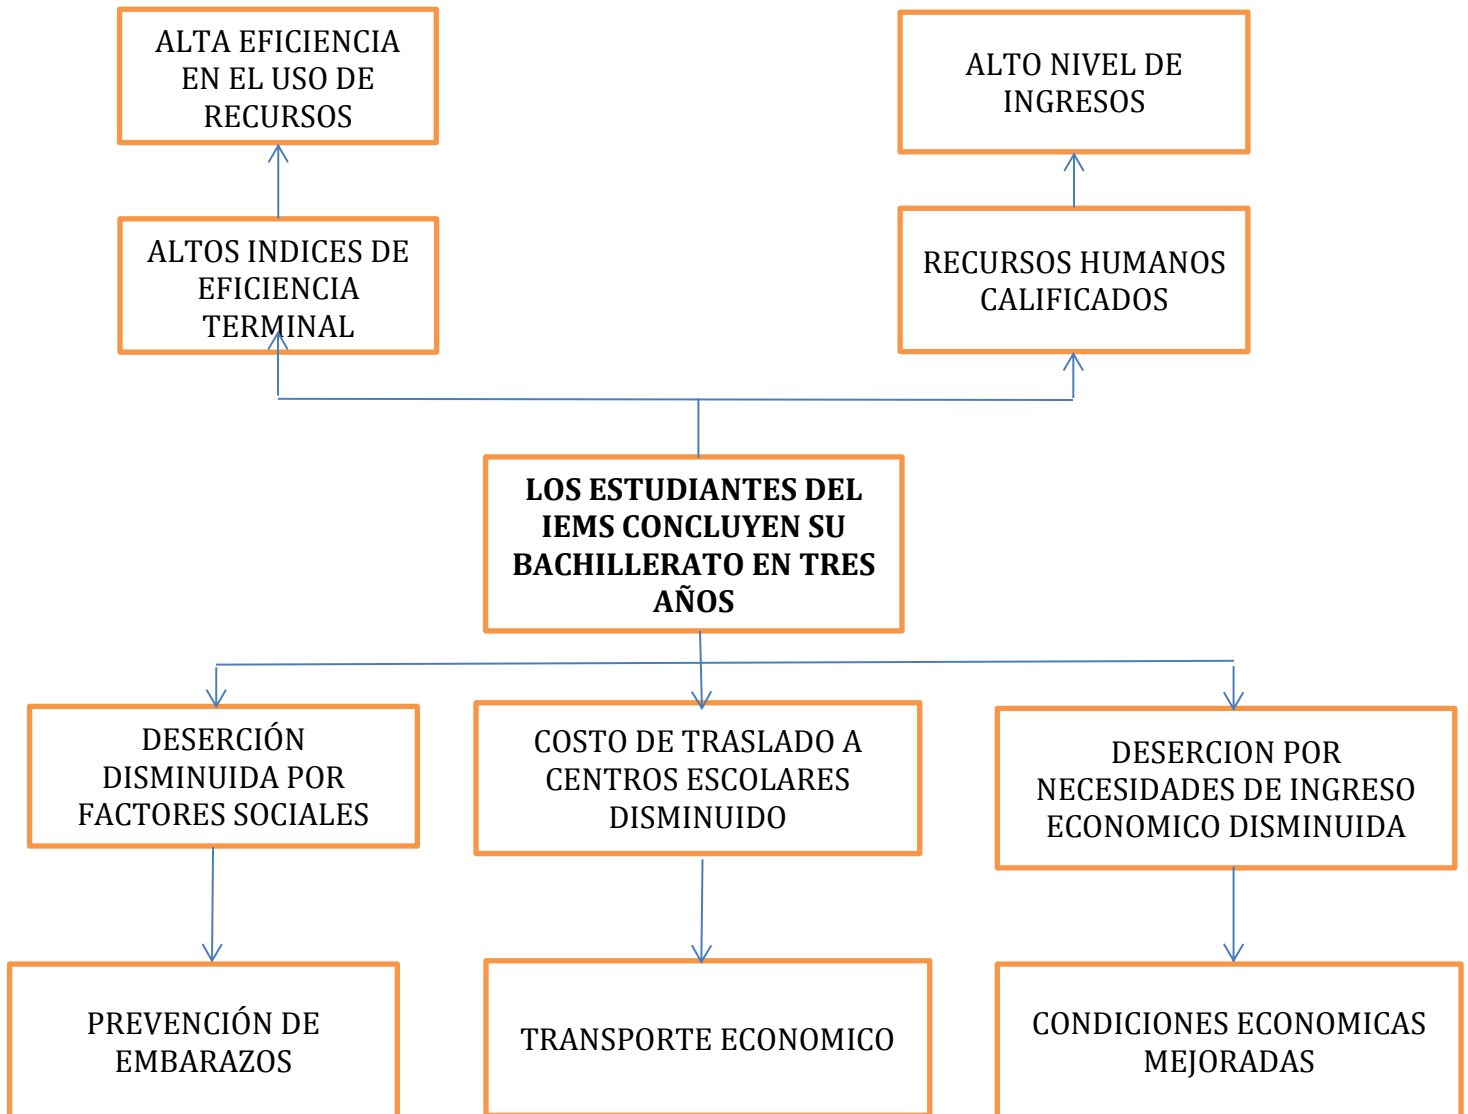 ALTA EFICIENCIA
EN EL USO DE
RECURSOS
ALTO NIVEL DE
INGRESOS
ALTOS INDICES DE
EFICIENCIA
TERMINAL
RECURSOS HUMANOS
CALIFICADOS
LOS ESTUDIANTES DEL
IEMS CONCLUYEN SU
BACHILLERATO EN TRES
AÑOS
DESERCIÓN
DISMINUIDA POR
FACTORES SOCIALES
COSTO DE TRASLADO A
CENTROS ESCOLARES
DISMINUIDO
DESERCION POR
NECESIDADES DE INGRESO
ECONOMICO DISMINUIDA
PREVENCIÓN DE
EMBARAZOS
TRANSPORTE ECONOMICO
CONDICIONES ECONOMICAS
MEJORADAS